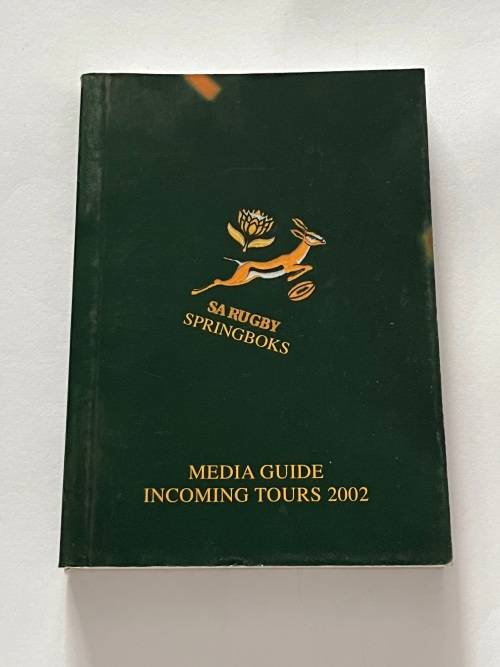 SA RUGBY
SPRINGBOKS
MEDIA GUIDE
INCOMING TOURS 2002